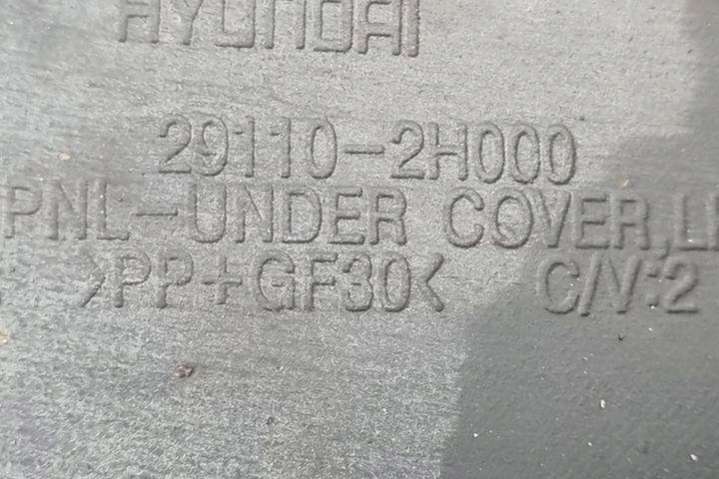 HYUNDAI
29110-2H000
PNL-UNDER COVER,L
>PP+GF30< C/V:2